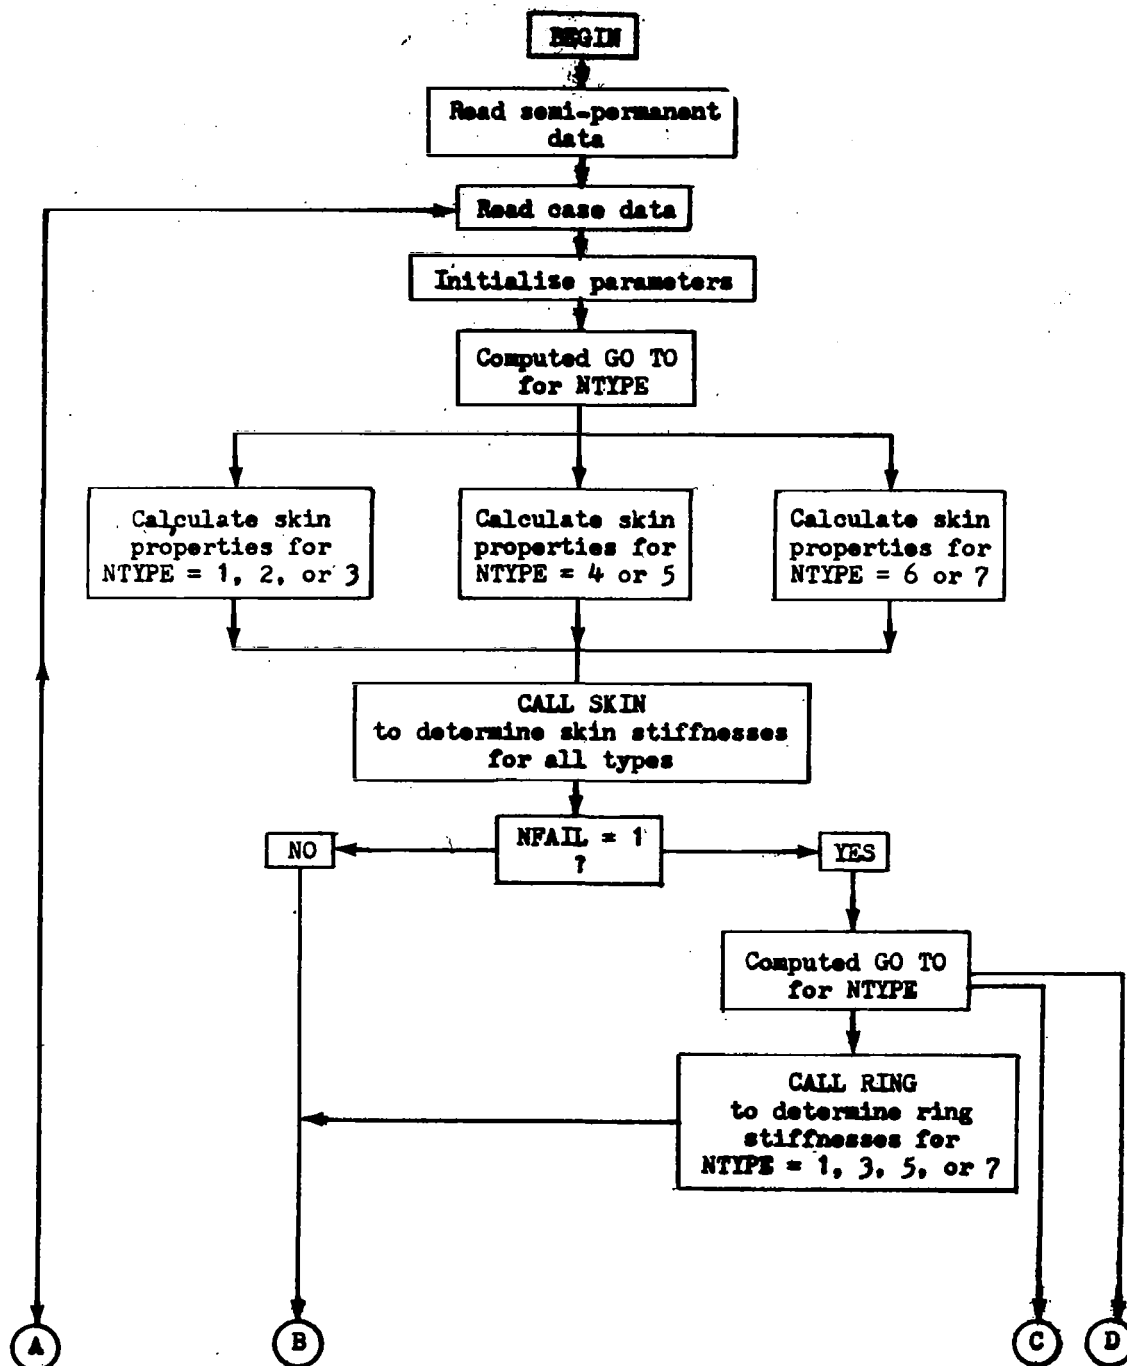 BEGIN
Read semi-permanent
data
Read case data
Initialize parameters
Computed GO TO
for NTYPE
Calculate skin
properties for
NTYPE = 1, 2, or 3
Calculate skin
properties for
NTYPE = 4 or 5
Calculate skin
properties for
NTYPE = 6 or 7
CALL SKIN
to determine skin stiffnesses
for all types
NFAIL = 1
?
NO
YES
Computed GO TO
for NTYPE
CALL RING
to determine ring
stiffnesses for
NTYPE = 1, 3, 5, or 7
A
B
C
D